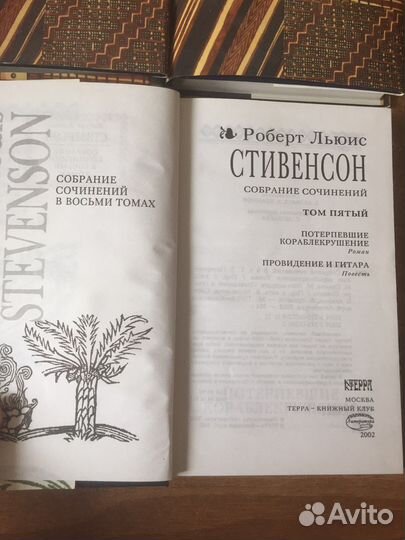 STEVENSON
СОБРАНИЕ
СОЧИНЕНИЙ
В ВОСЬМИ ТОМАХ
Роберт Льюис
СТИВЕНСОН
СОБРАНИЕ СОЧИНЕНИЙ
ТОМ ПЯТЫЙ
ПОТЕРПЕВШИЕ
КОРАБЛЕКРУШЕНИЕ
Роман
ПРОВИДЕНИЕ И ГИТАРА
Повесть
ТЕРРА
МОСКВА
ТЕРРА – КНИЖНЫЙ КЛУБ
Литература
2002
Avito